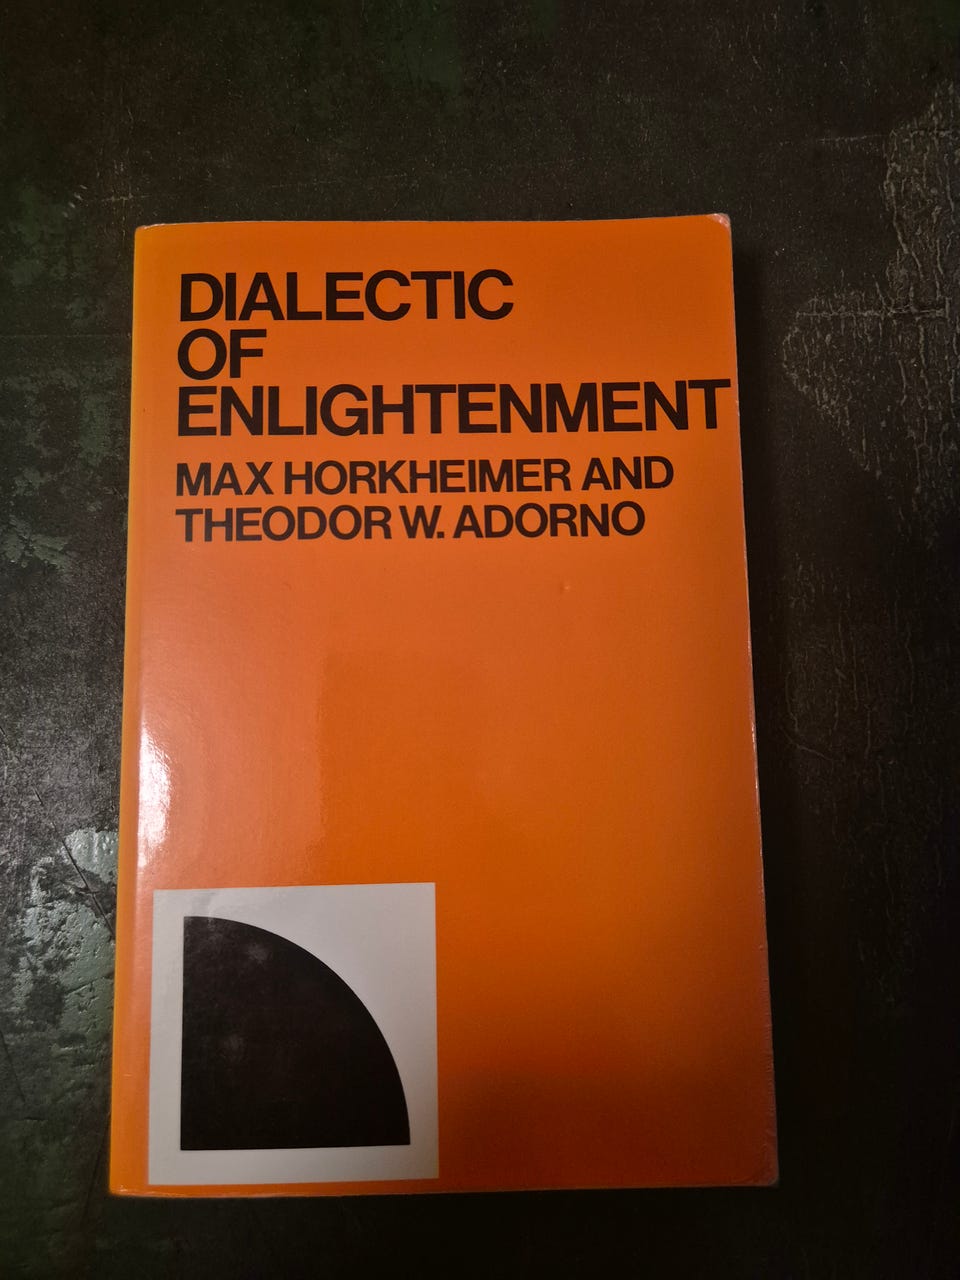 DIALECTIC
OF
ENLIGHTENMENT
MAX HORKHEIMER AND
THEODOR W. ADORNO